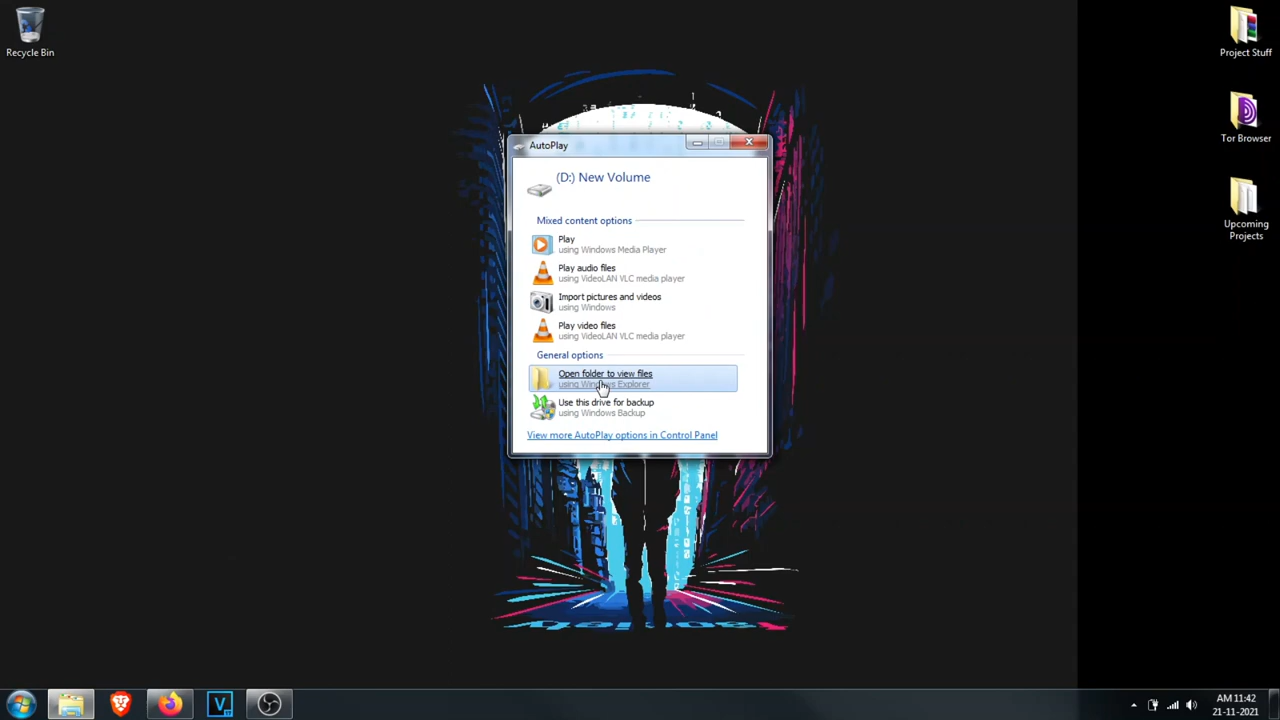 Recycle Bin
Project Stuff
Tor Browser
Upcoming
Projects
AutoPlay
(D:) New Volume
Mixed content options
Play
using Windows Media Player
Play audio files
using VideoLAN VLC media player
Import pictures and videos
using Windows
Play video files
using VideoLAN VLC media player
General options
Open folder to view files
using Windows Explorer
Use this drive for backup
using Windows Backup
View more AutoPlay options in Control Panel
V
AM 11:42
21-11-2021